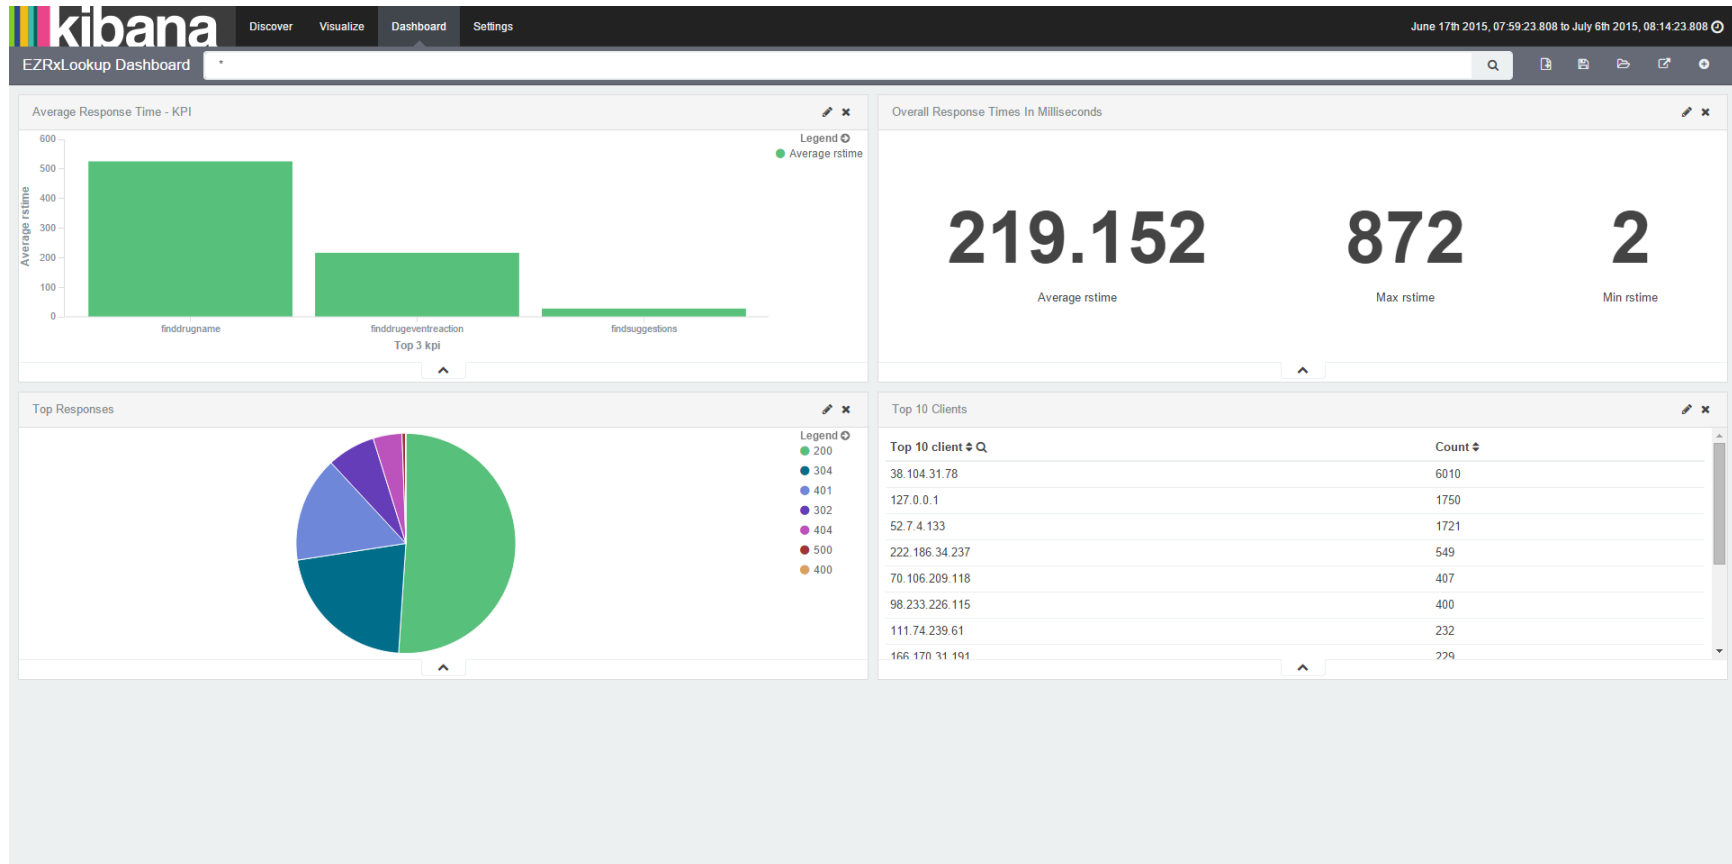 kibana
Discover Visualize Dashboard Settings
June 17th 2015, 07:59:23.808 to July 6th 2015, 08:14:23.808
EZRxLookup Dashboard
*
Average Response Time - KPI
Legend
Average rstime
600
500
400
300
200
100
0
Average rstime
finddrugname finddrugeventreaction findsuggestions
Top 3 kpi
Overall Response Times In Milliseconds
219.152 872 2
Average rstime Max rstime Min rstime
Top Responses
Legend
200
304
401
302
404
500
400
Top 10 Clients
Top 10 client Count
38.104.31.78 6010
127.0.0.1 1750
52.7.4.133 1721
222.186.34.237 549
70.106.209.118 407
98.233.226.115 400
111.74.239.61 232
166.170.31.191 229